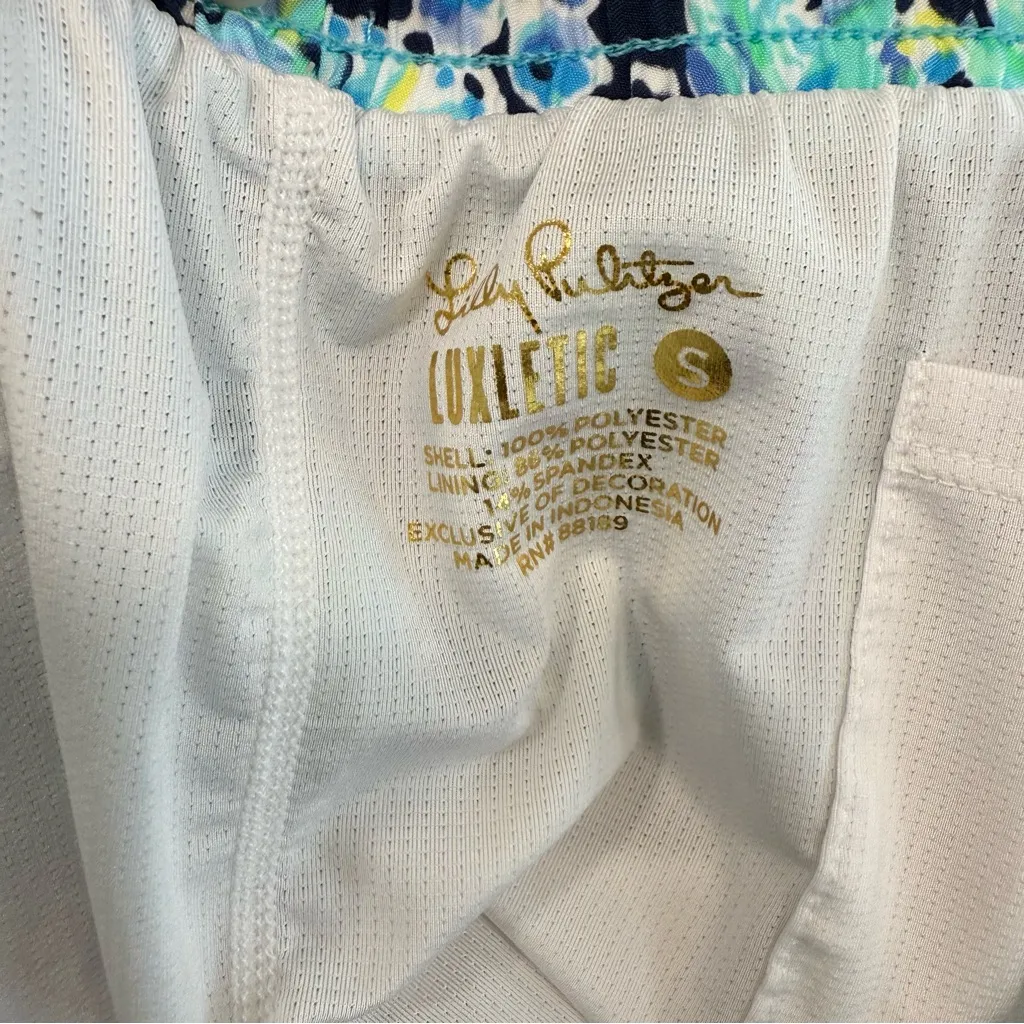 Lilly Pulitzer
LUXLETIC S
SHELL: 100% POLYESTER
LINING: 86% POLYESTER
14% SPANDEX
EXCLUSIVE OF DECORATION
MADE IN INDONESIA
RN# 88189